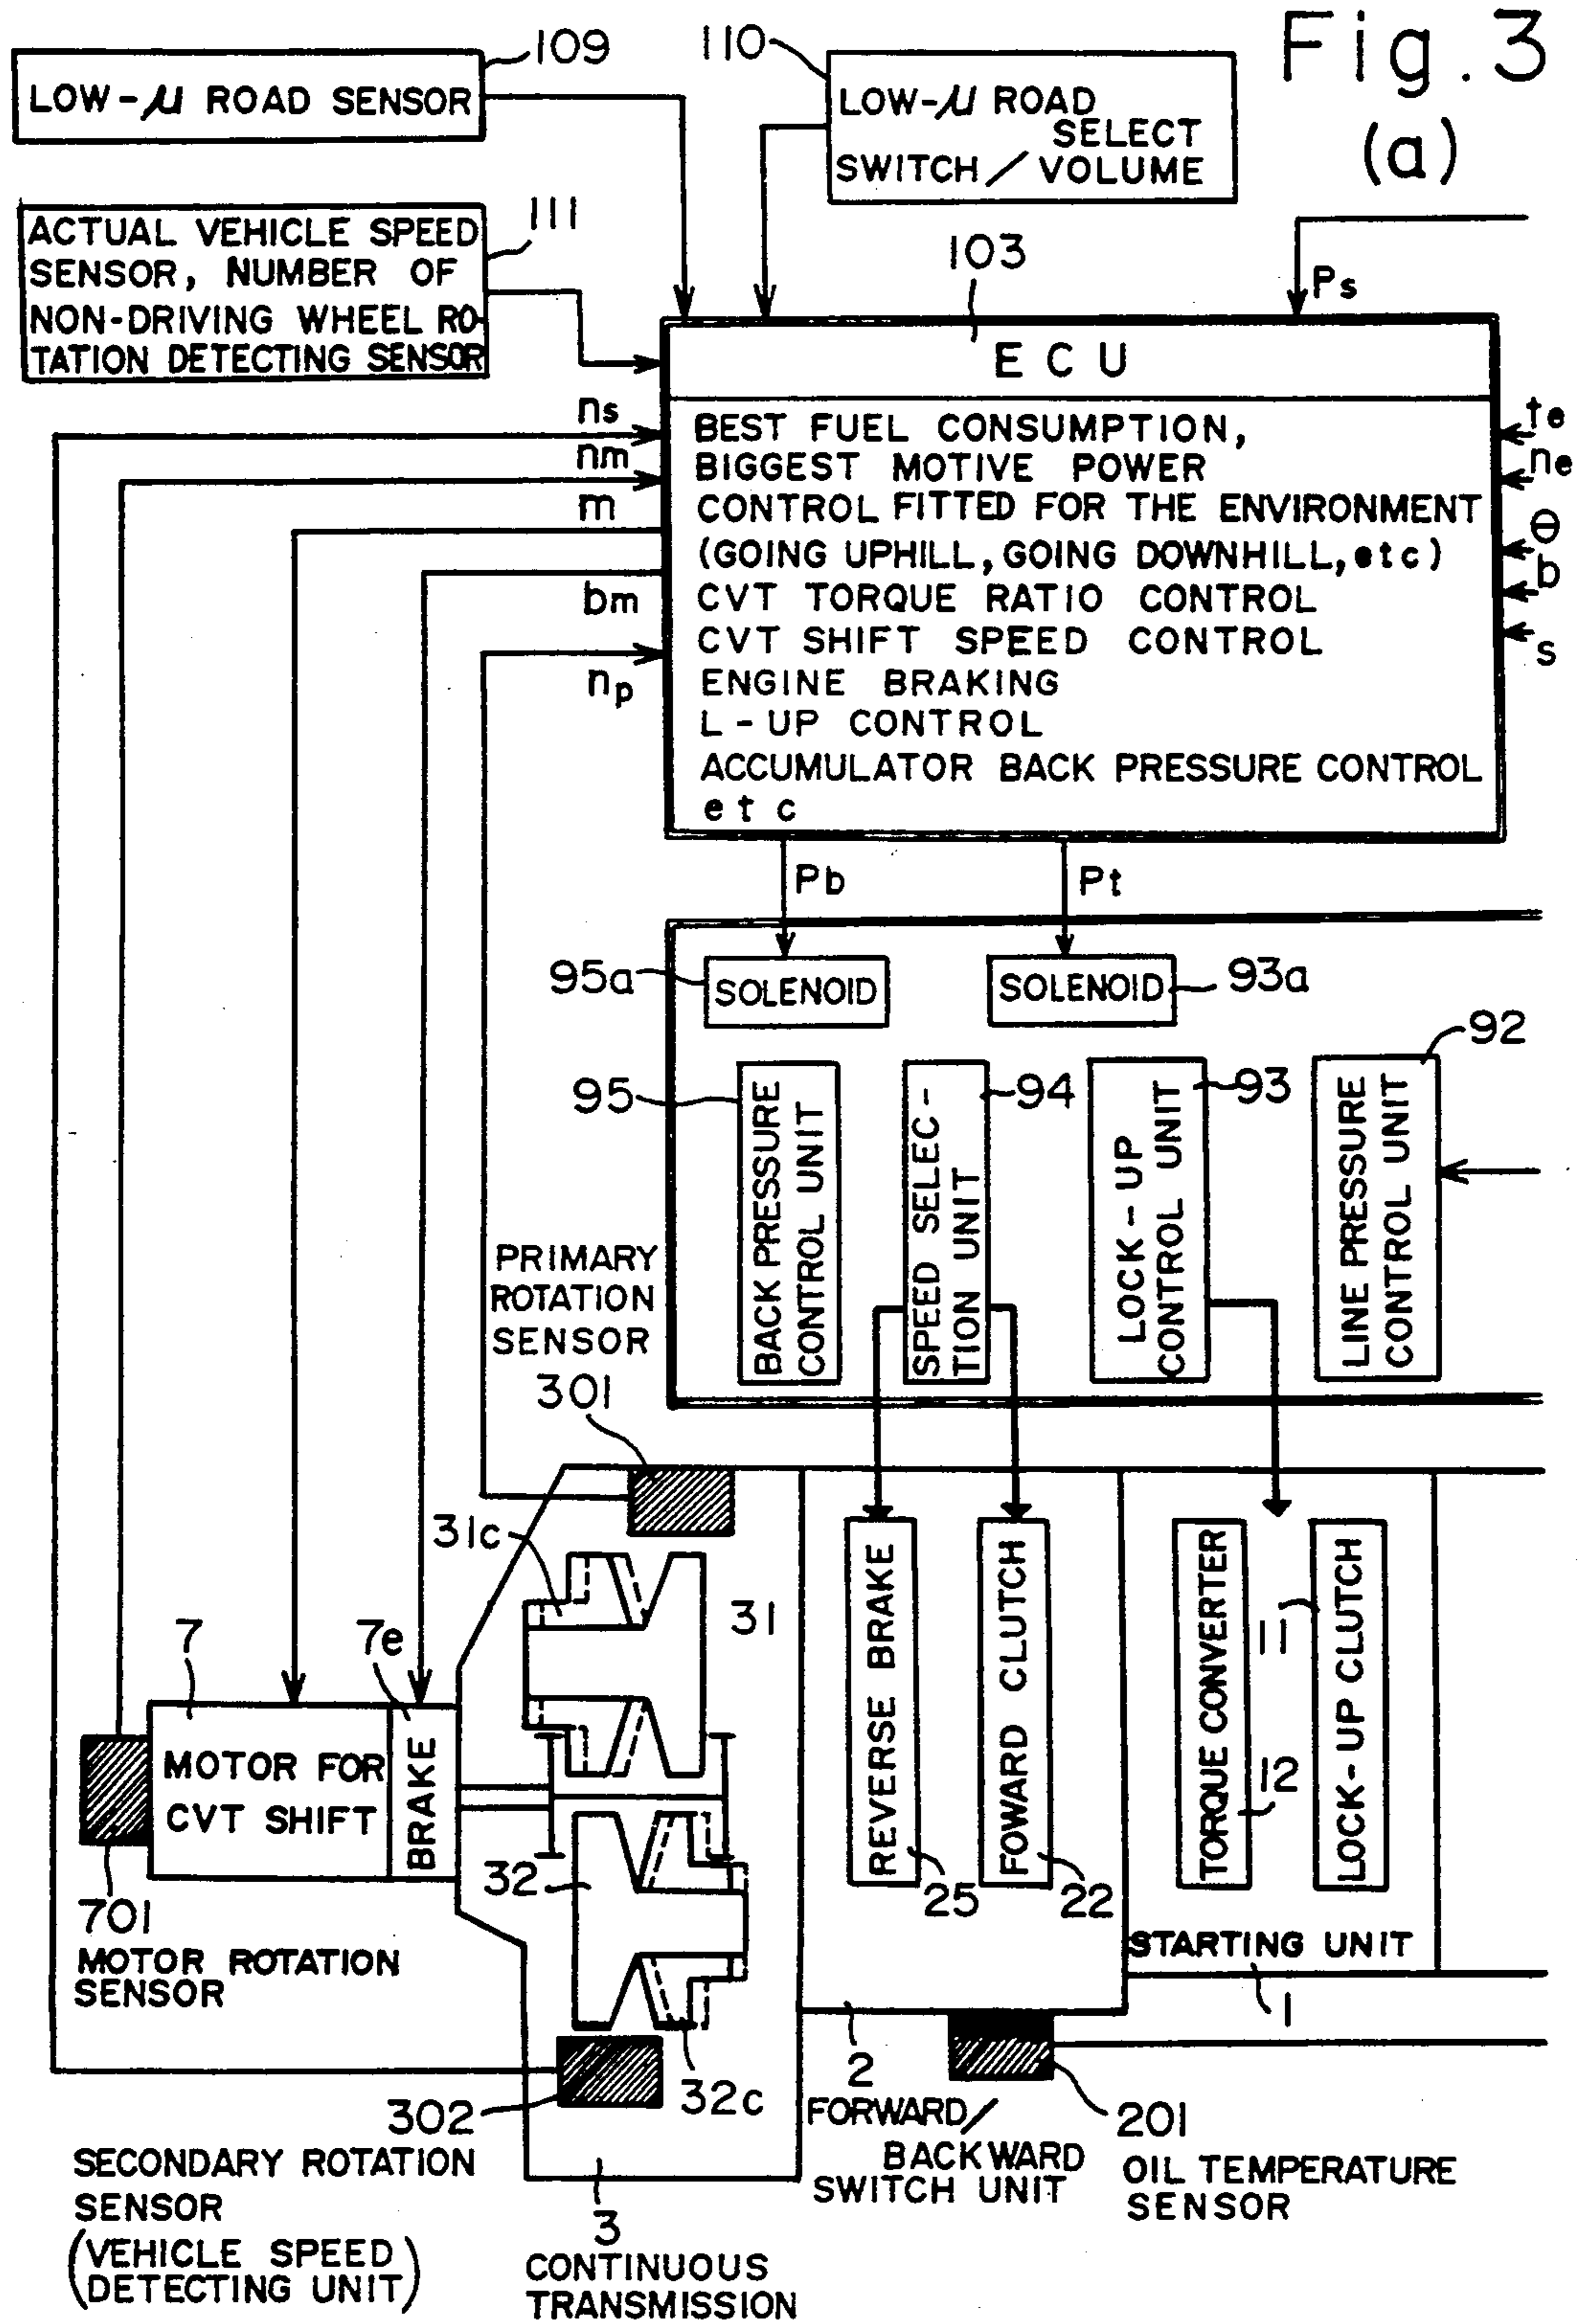 Fig. 3
(a)
109
LOW-μ ROAD SENSOR
110
LOW-μ ROAD
SELECT
SWITCH / VOLUME
111
ACTUAL VEHICLE SPEED
SENSOR, NUMBER OF
NON-DRIVING WHEEL RO-
TATION DETECTING SENSOR
103
Ps
ECU
BEST FUEL CONSUMPTION,
BIGGEST MOTIVE POWER
CONTROL FITTED FOR THE ENVIRONMENT
(GOING UPHILL, GOING DOWNHILL, etc)
CVT TORQUE RATIO CONTROL
CVT SHIFT SPEED CONTROL
ENGINE BRAKING
L-UP CONTROL
ACCUMULATOR BACK PRESSURE CONTROL
etc
ns
nm
m
bm
np
te
ne
θ
b
s
Pb
Pt
95a
SOLENOID
SOLENOID
93a
92
95
BACK PRESSURE
CONTROL UNIT
94
SPEED SELEC-
TION UNIT
93
LOCK-UP
CONTROL UNIT
LINE PRESSURE
CONTROL UNIT
PRIMARY
ROTATION
SENSOR
301
31c
31
7
7e
MOTOR FOR
CVT SHIFT
BRAKE
REVERSE BRAKE
25
FOWARD CLUTCH
22
TORQUE CONVERTER
12
11
LOCK-UP CLUTCH
STARTING UNIT
1
701
MOTOR ROTATION
SENSOR
32
32c
302
SECONDARY ROTATION
SENSOR
(VEHICLE SPEED
DETECTING UNIT)
3
CONTINUOUS
TRANSMISSION
2
FORWARD/
BACKWARD
SWITCH UNIT
201
OIL TEMPERATURE
SENSOR